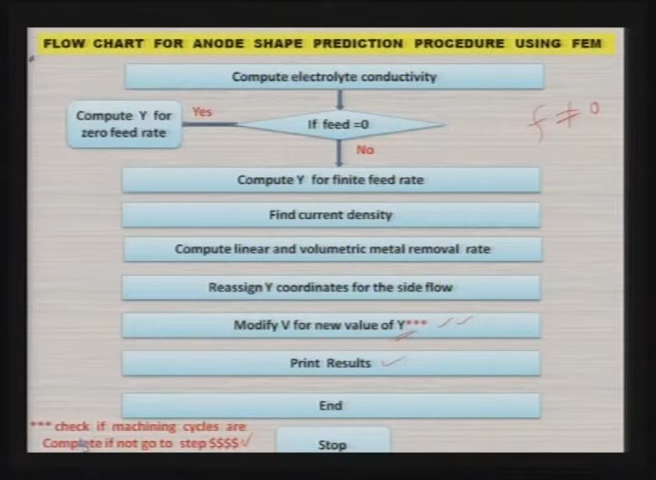 FLOW CHART FOR ANODE SHAPE PREDICTION PROCEDURE USING FEM
Compute electrolyte conductivity
Compute Y for
zero feed rate
Yes
If feed =0
f ≠ 0
No
Compute Y for finite feed rate
Find current density
Compute linear and volumetric metal removal rate
Reassign Y coordinates for the side flow
Modify V for new value of Y***
Print Results
End
*** check if machining cycles are
Complete if not go to step $$$$
Stop